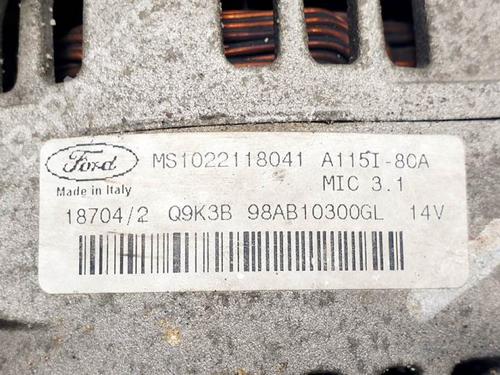 Ford MS1022118041 A115I-80A
Made in Italy MIC 3.1
18704/2 Q9K3B 98AB10300GL 14V